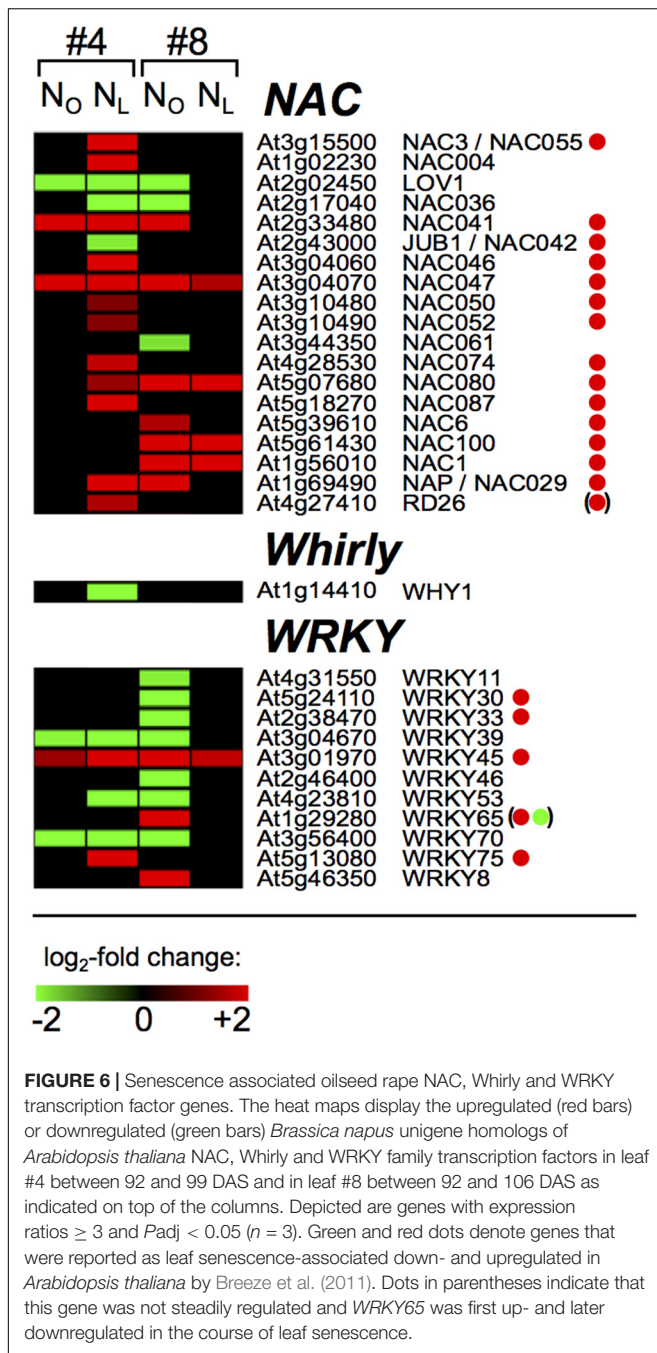 #4 #8
N_O N_L N_O N_L
NAC
At3g15500 NAC3 / NAC055
At1g02230 NAC004
At2g02450 LOV1
At2g17040 NAC036
At2g33480 NAC041
At2g43000 JUB1 / NAC042
At3g04060 NAC046
At3g04070 NAC047
At3g10480 NAC050
At3g10490 NAC052
At3g44350 NAC061
At4g28530 NAC074
At5g07680 NAC080
At5g18270 NAC087
At5g39610 NAC6
At5g61430 NAC100
At1g56010 NAC1
At1g69490 NAP / NAC029
At4g27410 RD26 ( )
Whirly
At1g14410 WHY1
WRKY
At4g31550 WRKY11
At5g24110 WRKY30
At2g38470 WRKY33
At3g04670 WRKY39
At3g01970 WRKY45
At2g46400 WRKY46
At4g23810 WRKY53
At1g29280 WRKY65 ( )
At3g56400 WRKY70
At5g13080 WRKY75
At5g46350 WRKY8
log₂-fold change:
-2 0 +2
FIGURE 6 | Senescence associated oilseed rape NAC, Whirly and WRKY
transcription factor genes. The heat maps display the upregulated (red bars)
or downregulated (green bars) Brassica napus unigene homologs of
Arabidopsis thaliana NAC, Whirly and WRKY family transcription factors in leaf
#4 between 92 and 99 DAS and in leaf #8 between 92 and 106 DAS as
indicated on top of the columns. Depicted are genes with expression
ratios ≥ 3 and Padj < 0.05 (n = 3). Green and red dots denote genes that
were reported as leaf senescence-associated down- and upregulated in
Arabidopsis thaliana by Breeze et al. (2011). Dots in parentheses indicate that
this gene was not steadily regulated and WRKY65 was first up- and later
downregulated in the course of leaf senescence.